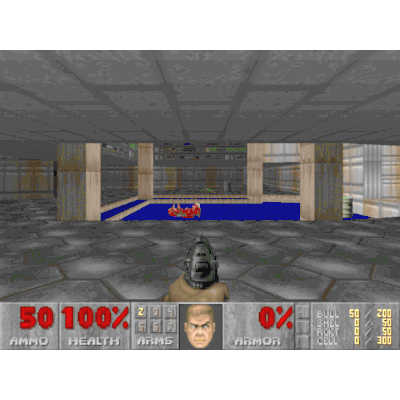 50 100% 2 3 4 0% BULL 50 / 200
5 6 7 SHEL 0 / 50
RCKT 0 / 50
AMMO HEALTH ARMS ARMOR CELL 0 / 300